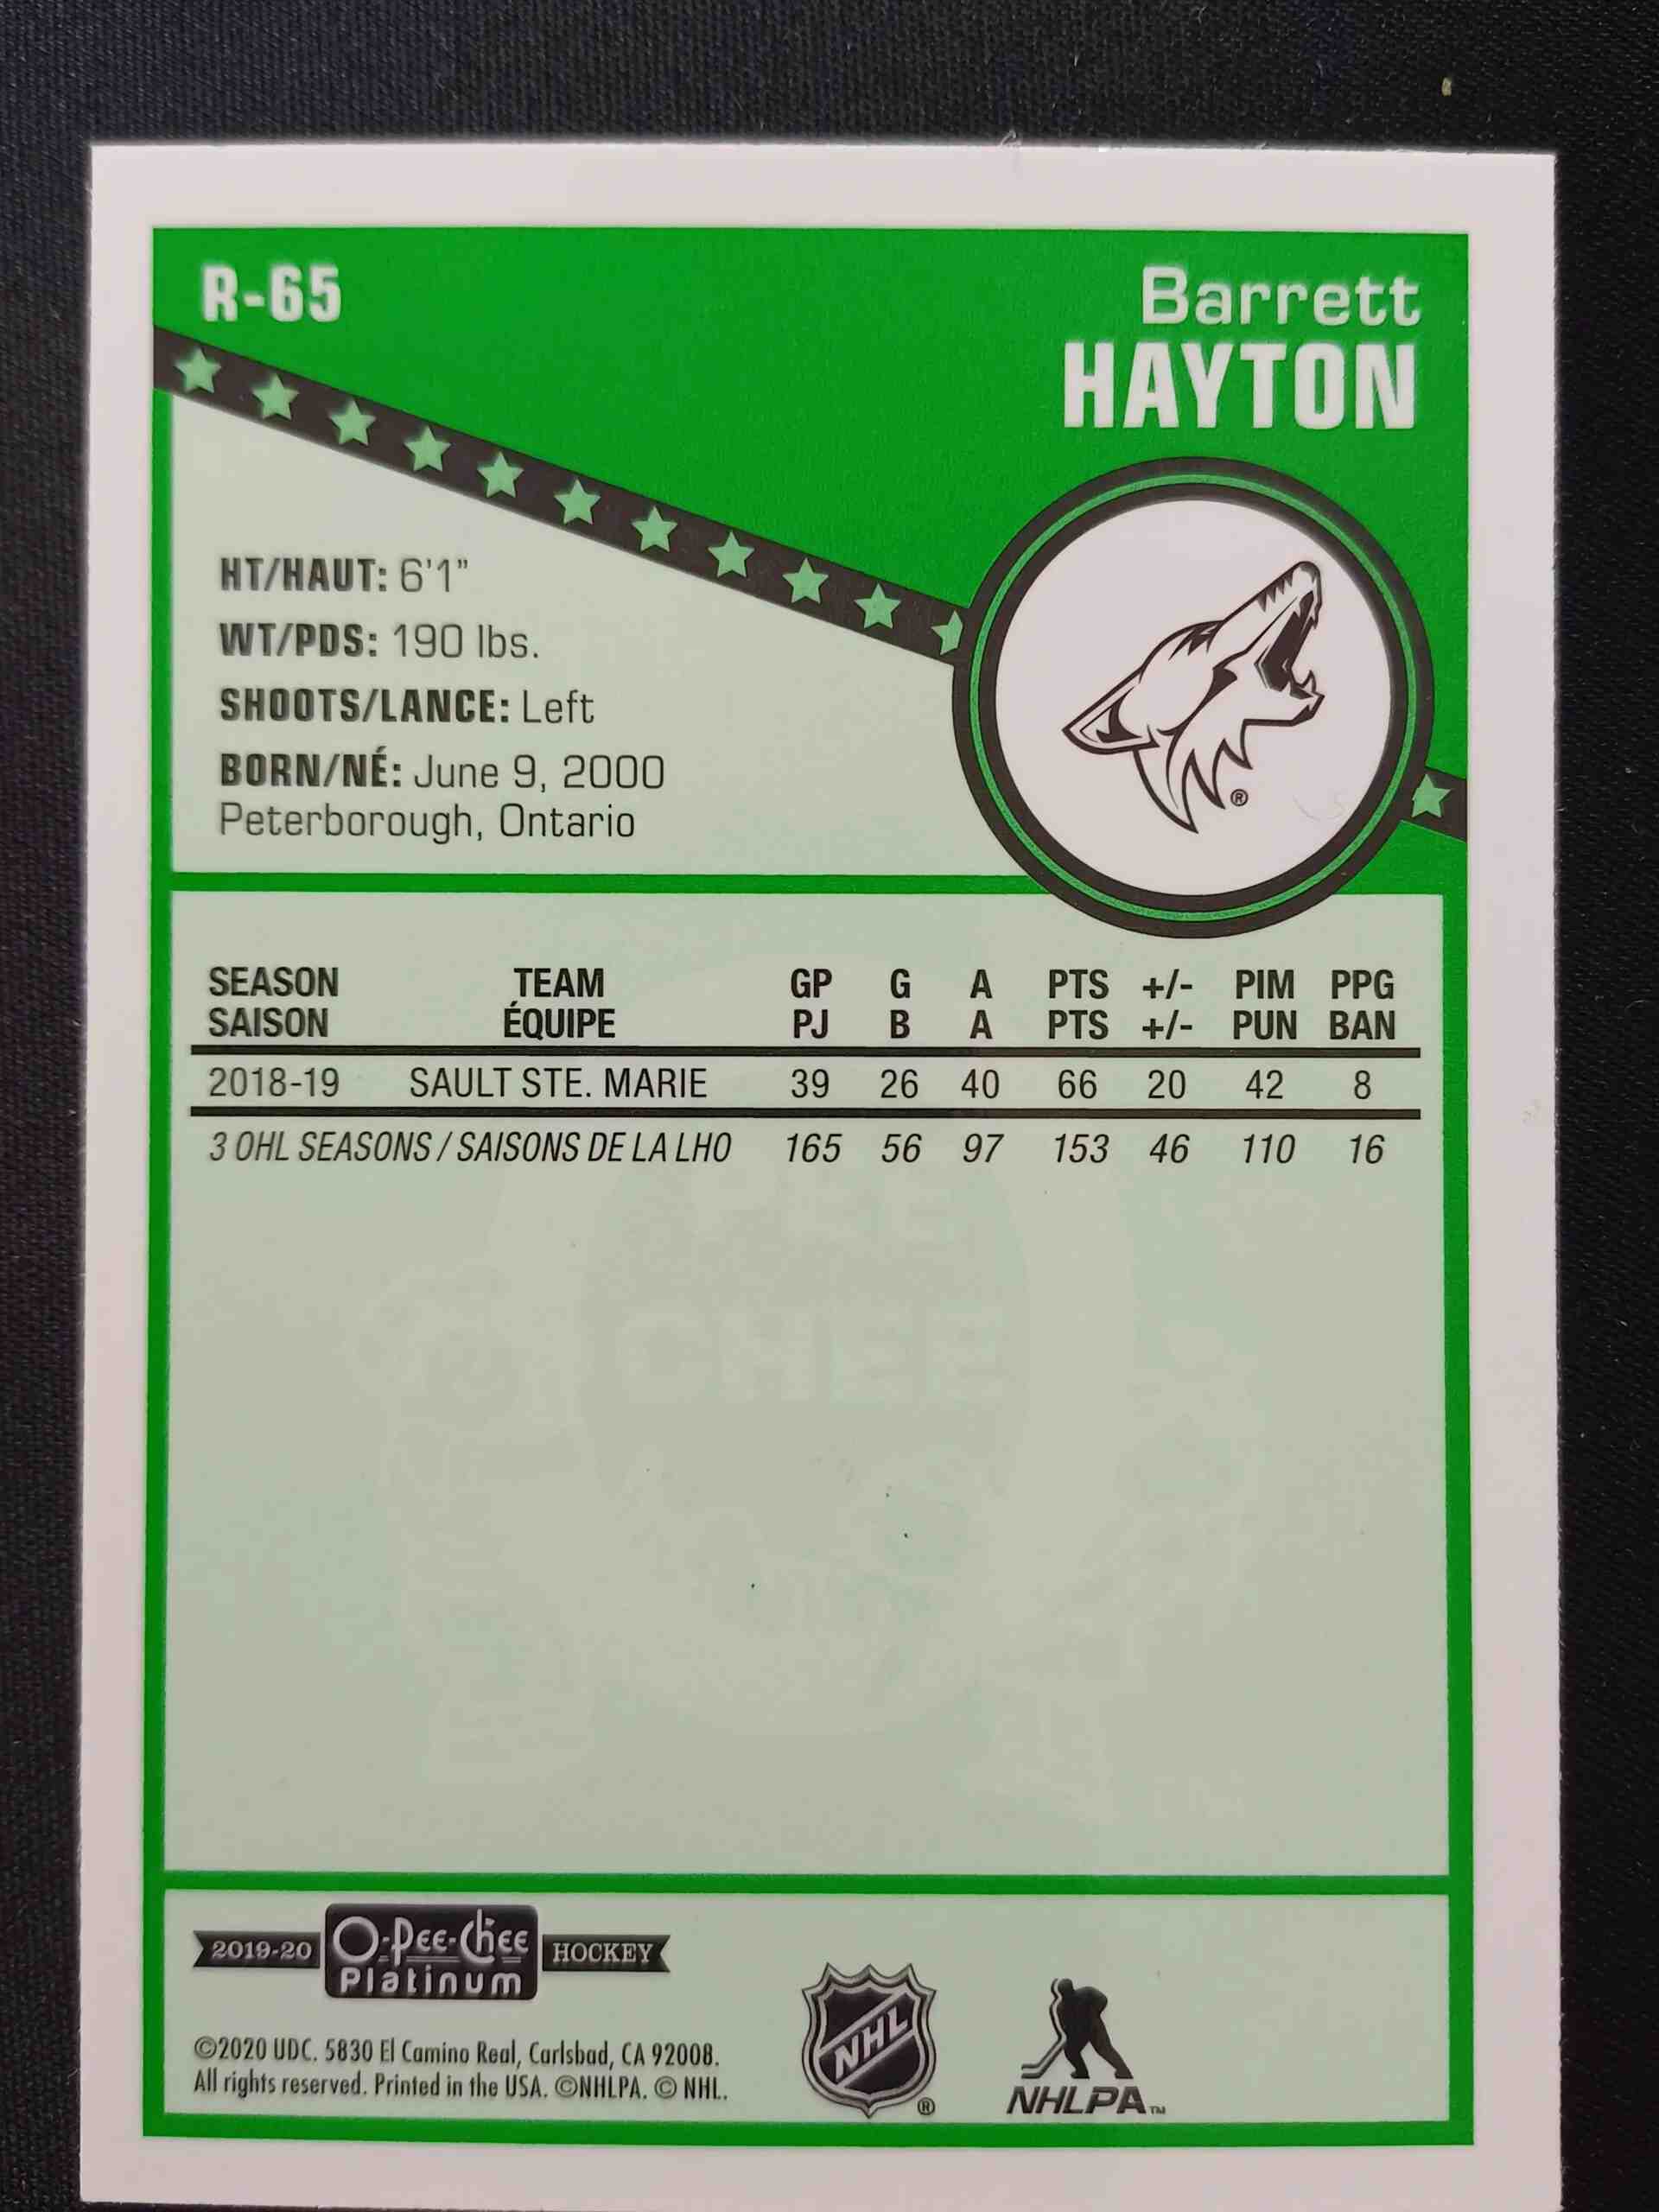 R-65
Barrett
HAYTON
HT/HAUT: 6'1"
WT/PDS: 190 lbs.
SHOOTS/LANCE: Left
BORN/NÉ: June 9, 2000
Peterborough, Ontario
®
SEASON TEAM GP G A PTS +/- PIM PPG
SAISON ÉQUIPE PJ B A PTS +/- PUN BAN
2018-19 SAULT STE. MARIE 39 26 40 66 20 42 8
3 OHL SEASONS / SAISONS DE LA LHO 165 56 97 153 46 110 16
PEE
CHEE
2019-20 O-Pee-Chee HOCKEY
Platinum
©2020 UDC. 5830 El Camino Real, Carlsbad, CA 92008.
All rights reserved. Printed in the USA. ©NHLPA. © NHL.
NHL ®
NHLPA TM